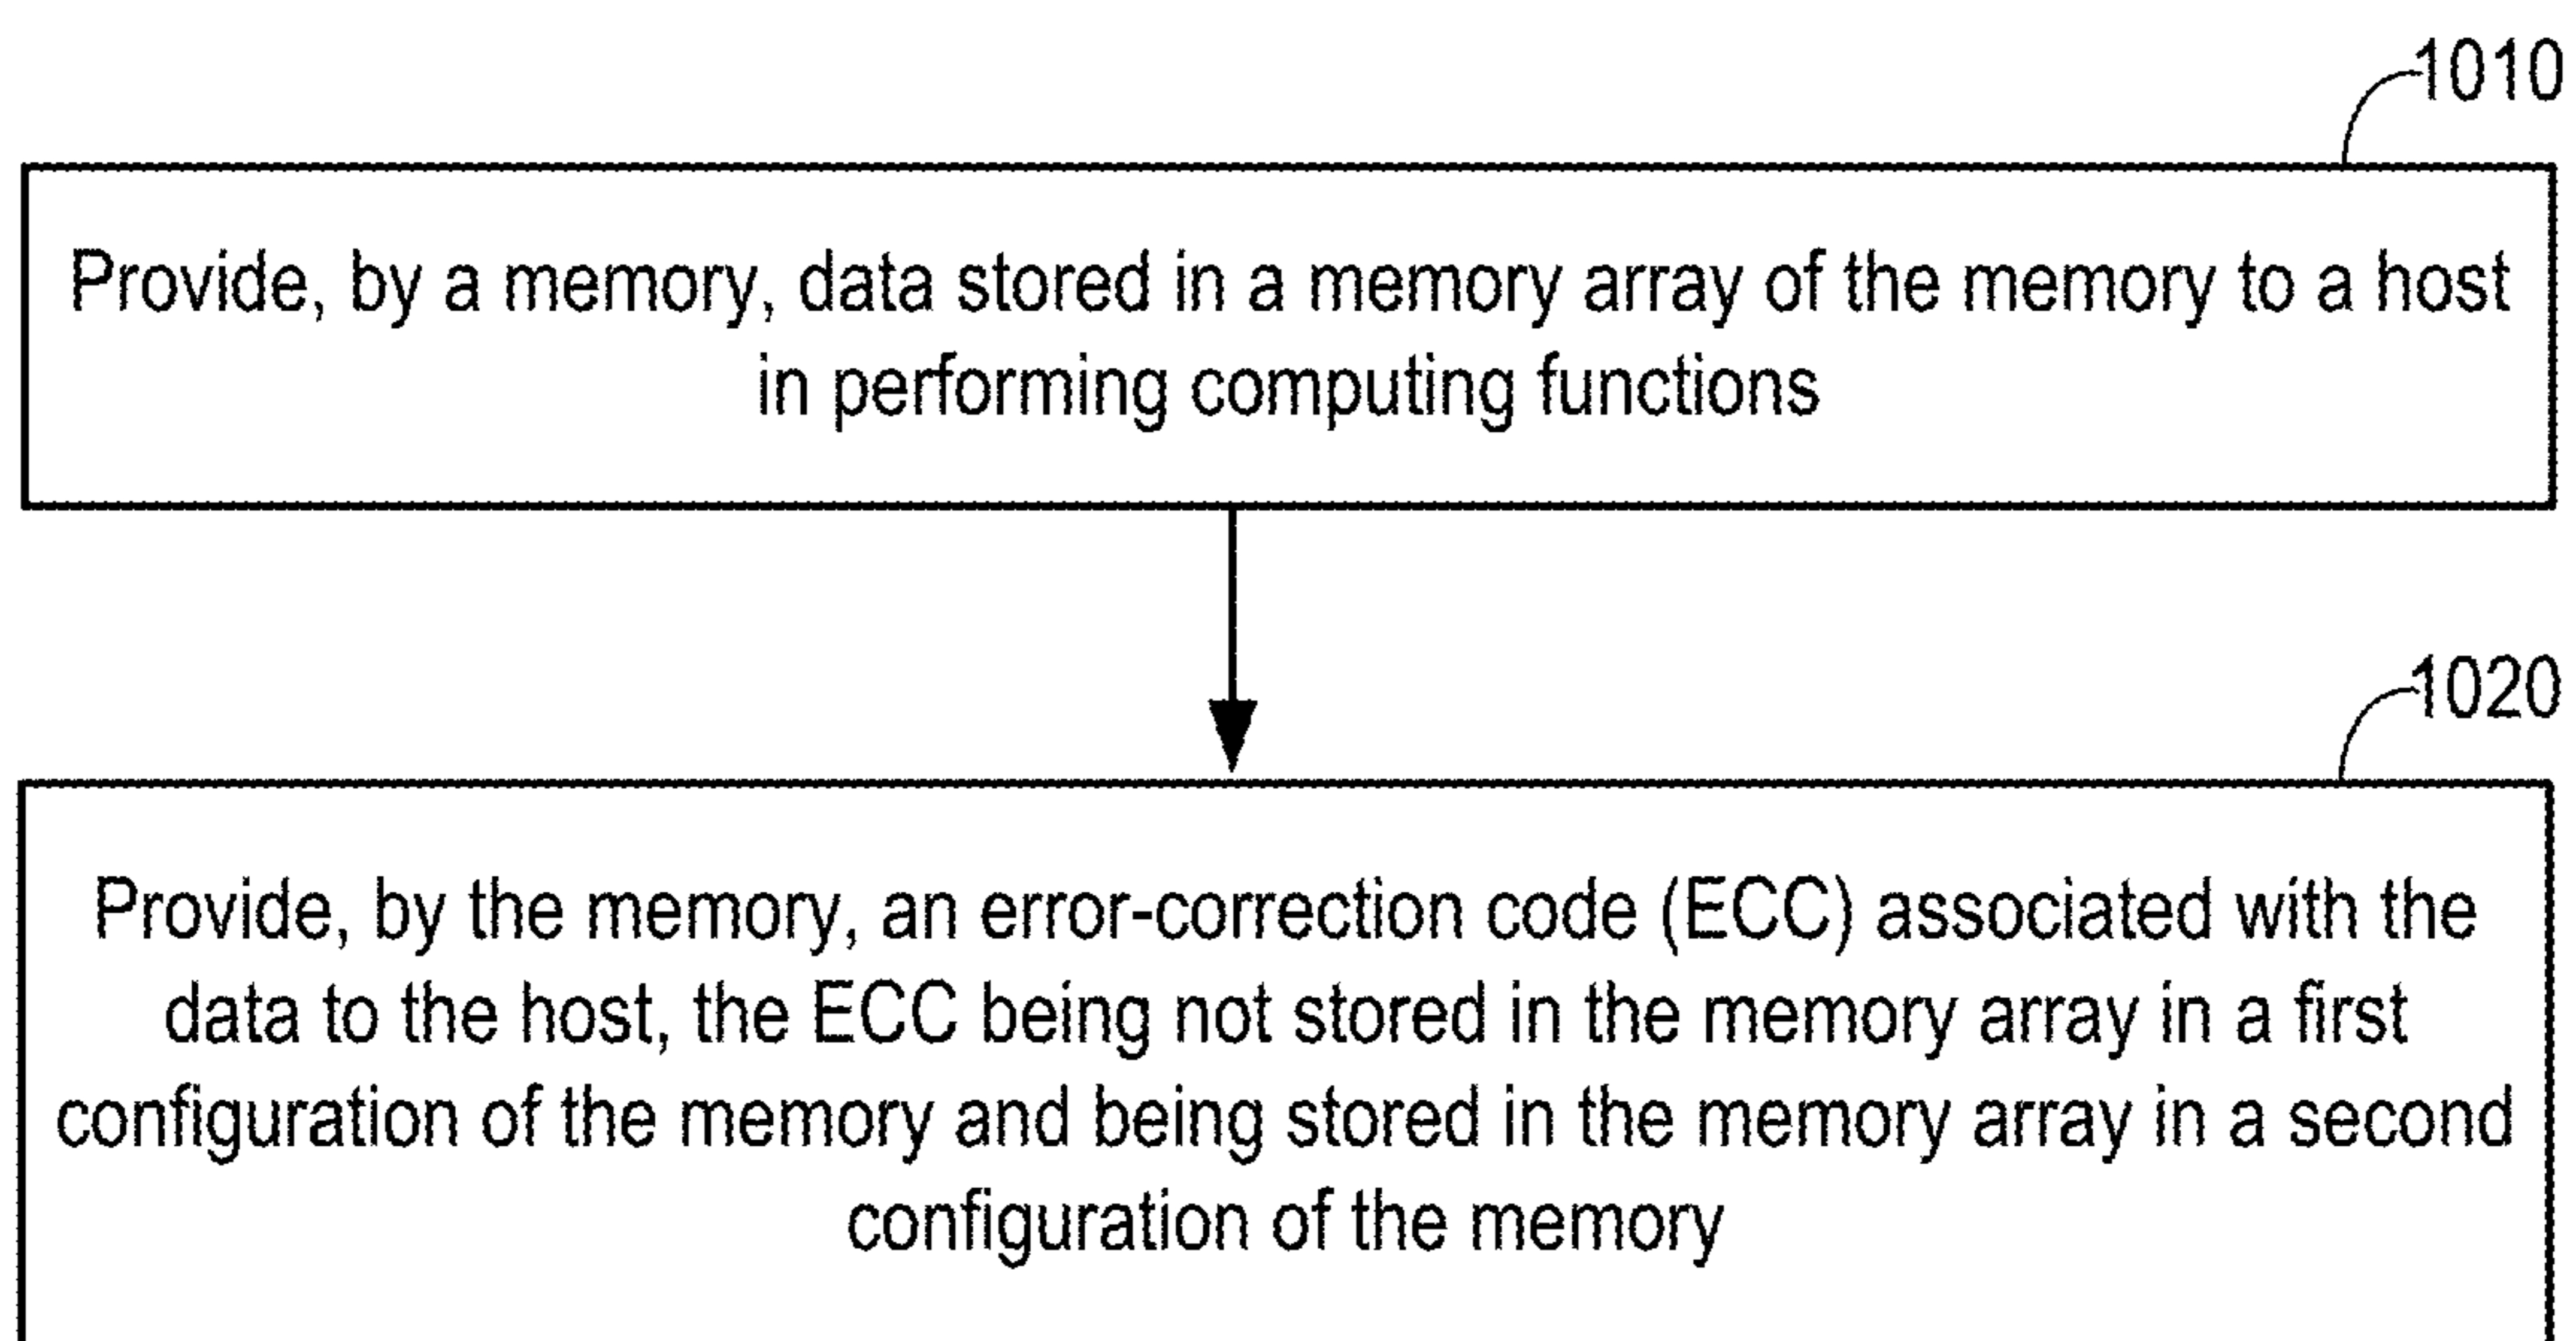 1010
Provide, by a memory, data stored in a memory array of the memory to a host
in performing computing functions
1020
Provide, by the memory, an error-correction code (ECC) associated with the
data to the host, the ECC being not stored in the memory array in a first
configuration of the memory and being stored in the memory array in a second
configuration of the memory